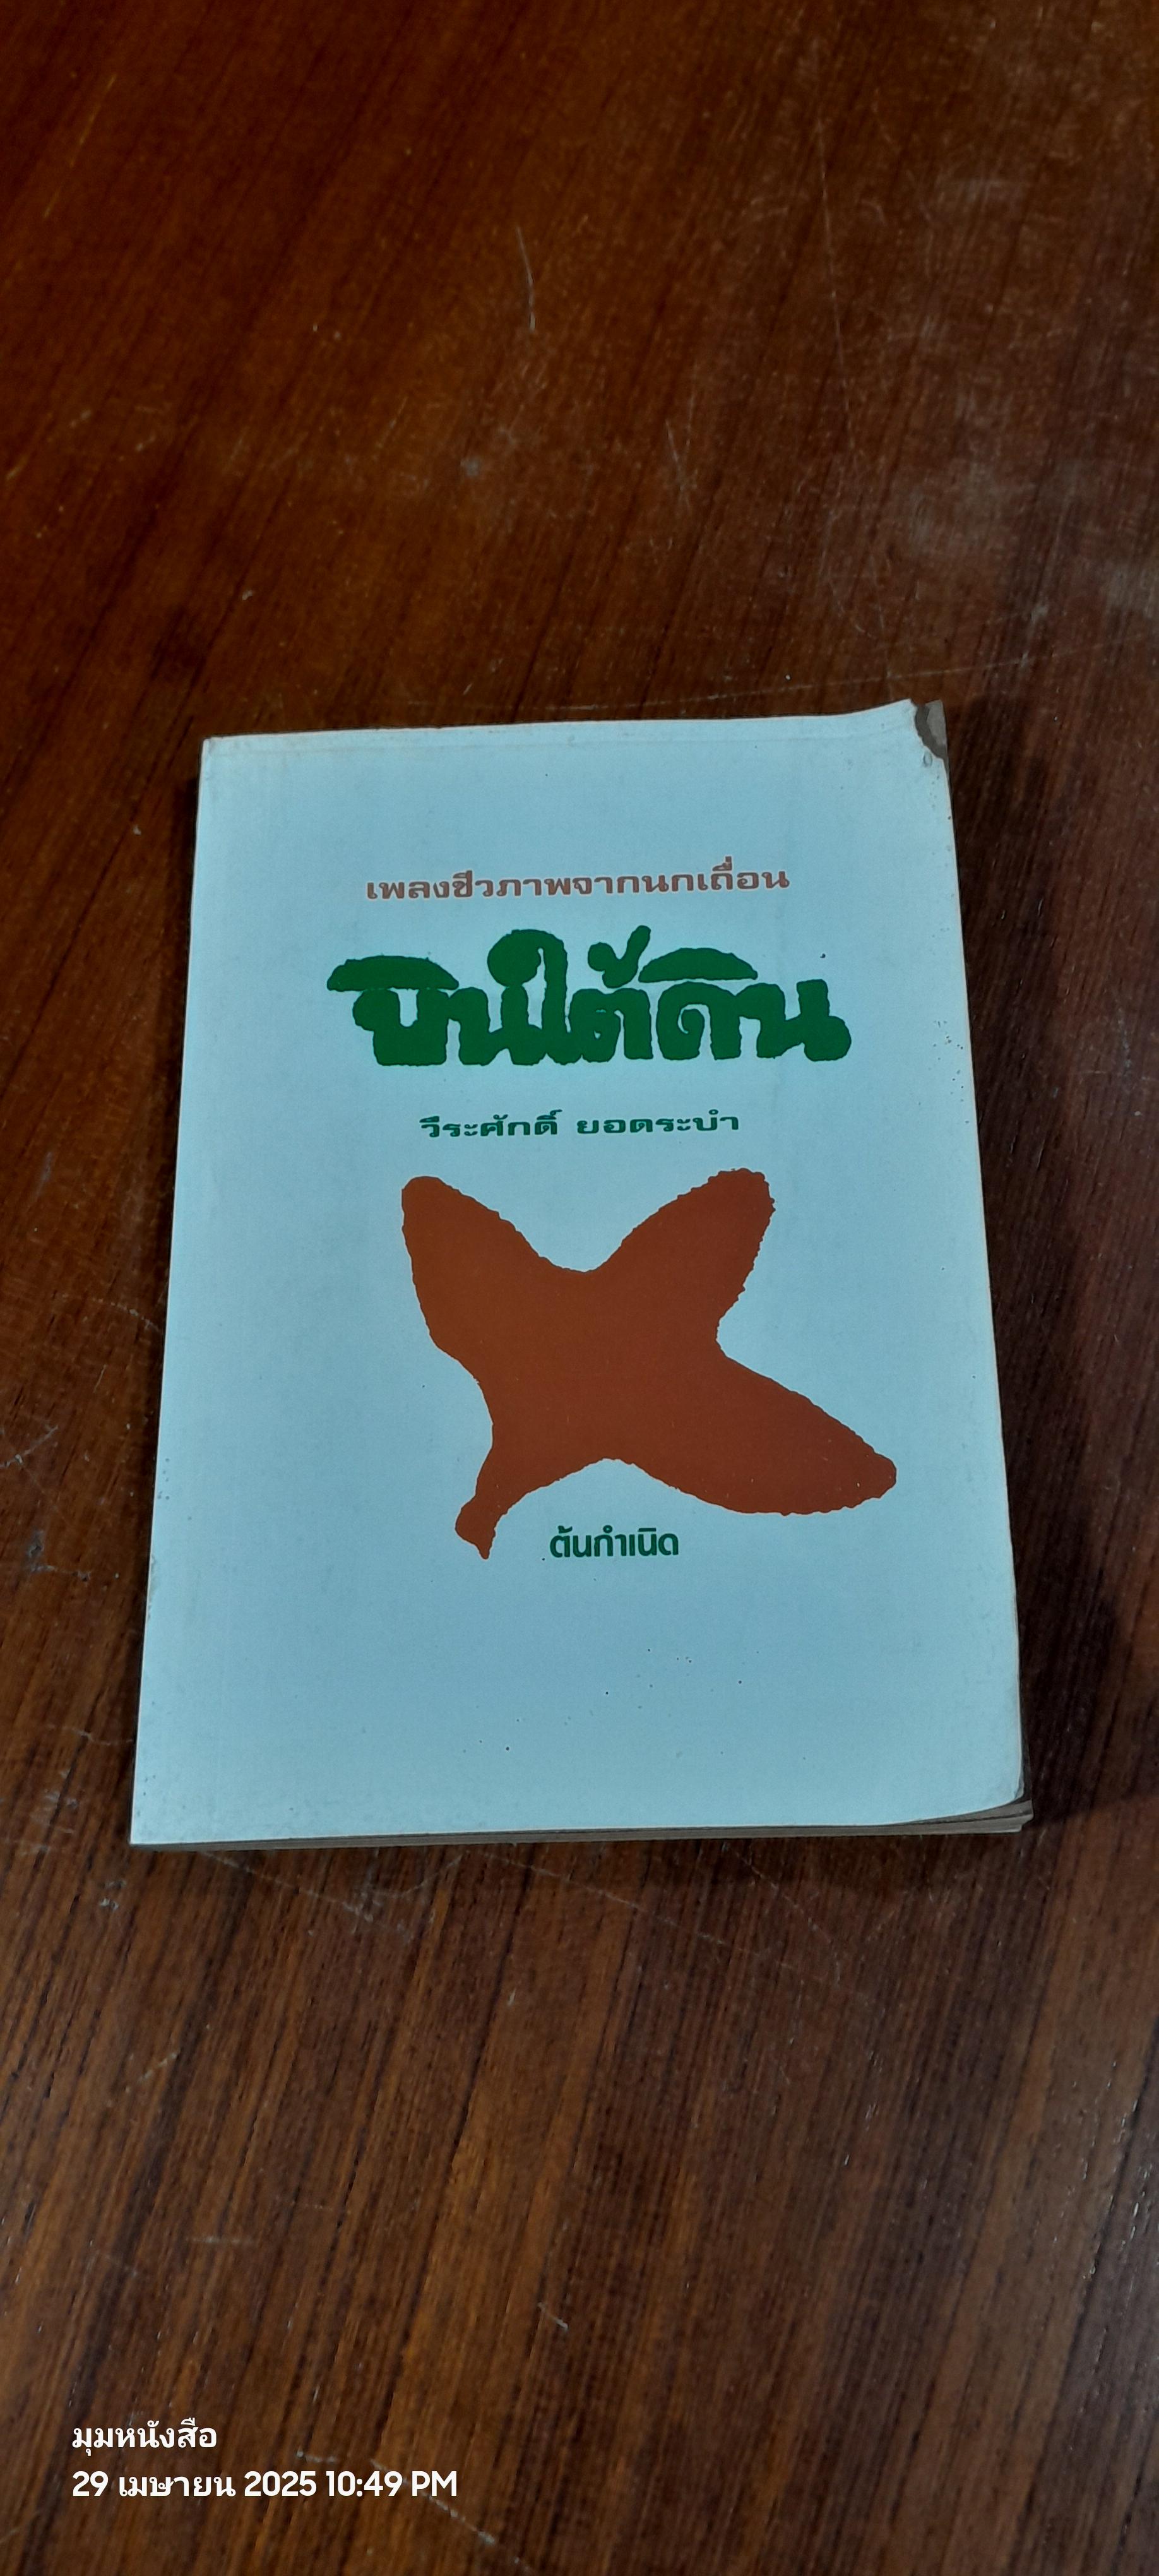 เพลงชีวภาพจากนกเถื่อน
บินใต้ดิน
วีระศักดิ์ ยอดระบำ
ต้นกำเนิด
มุมหนังสือ
29 เมษายน 2025 10:49 PM